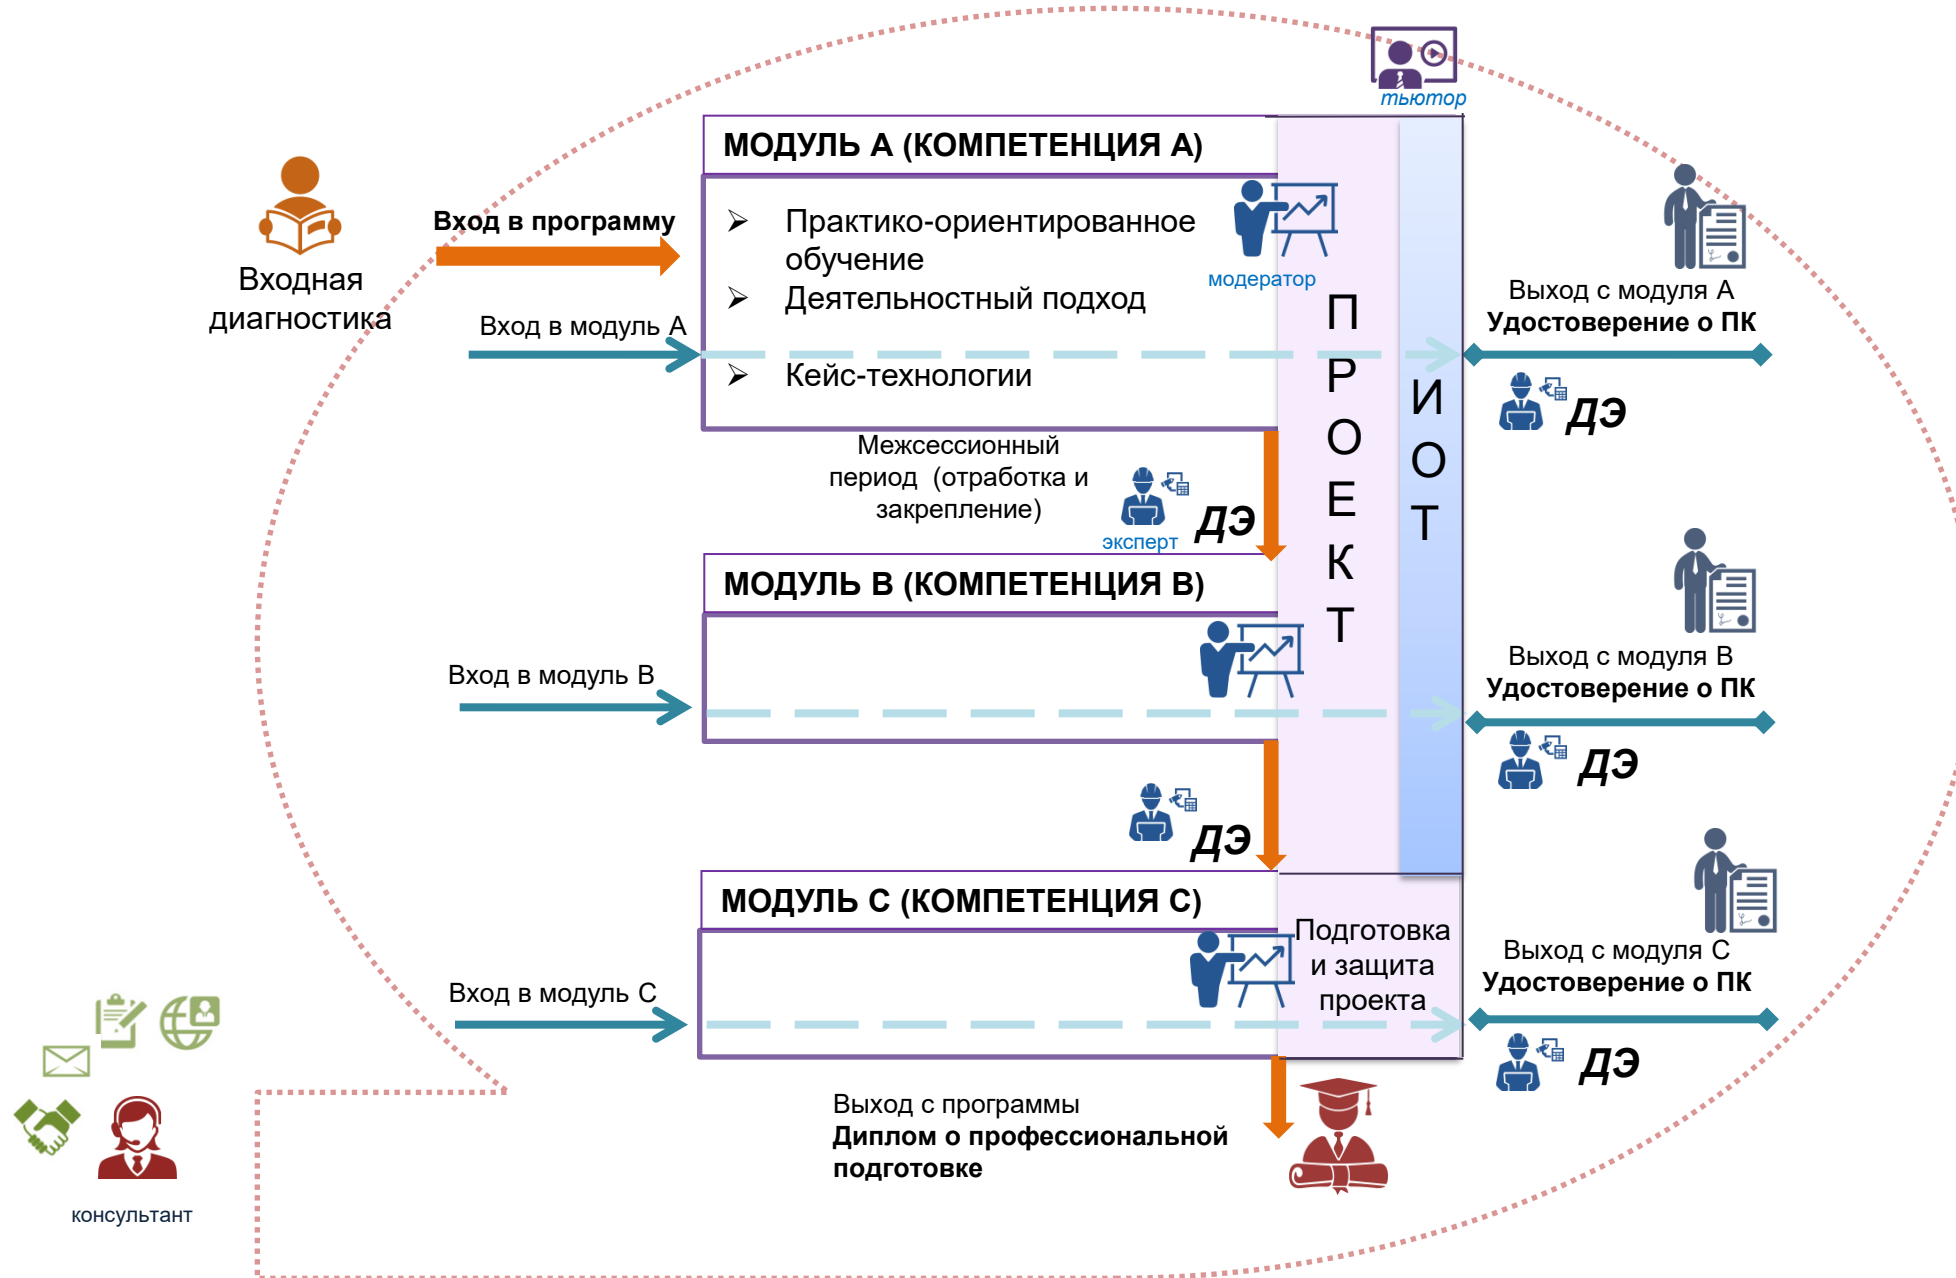 тьютор
МОДУЛЬ А (КОМПЕТЕНЦИЯ А)
Вход в программу
Входная
диагностика
➢ Практико-ориентированное
обучение
➢ Деятельностный подход
➢ Кейс-технологии
модератор
Вход в модуль А
Выход с модуля А
Удостоверение о ПК
ДЭ
П
Р
О
Е
К
Т
И
О
Т
Межсессионный
период (отработка и
закрепление)
эксперт
ДЭ
МОДУЛЬ В (КОМПЕТЕНЦИЯ В)
Вход в модуль В
Выход с модуля В
Удостоверение о ПК
ДЭ
ДЭ
МОДУЛЬ С (КОМПЕТЕНЦИЯ С)
Вход в модуль С
Подготовка
и защита
проекта
Выход с модуля С
Удостоверение о ПК
ДЭ
Выход с программы
Диплом о профессиональной
подготовке
консультант